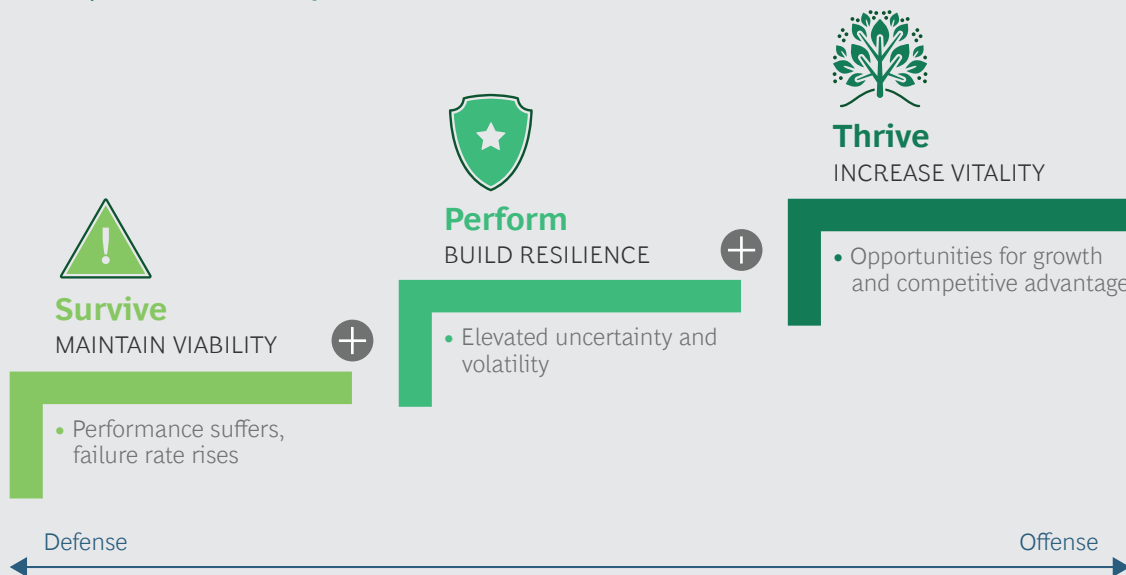 Survive
MAINTAIN VIABILITY
• Performance suffers,
failure rate rises
Perform
BUILD RESILIENCE
• Elevated uncertainty and
volatility
Thrive
INCREASE VITALITY
• Opportunities for growth
and competitive advantage
Defense
Offense